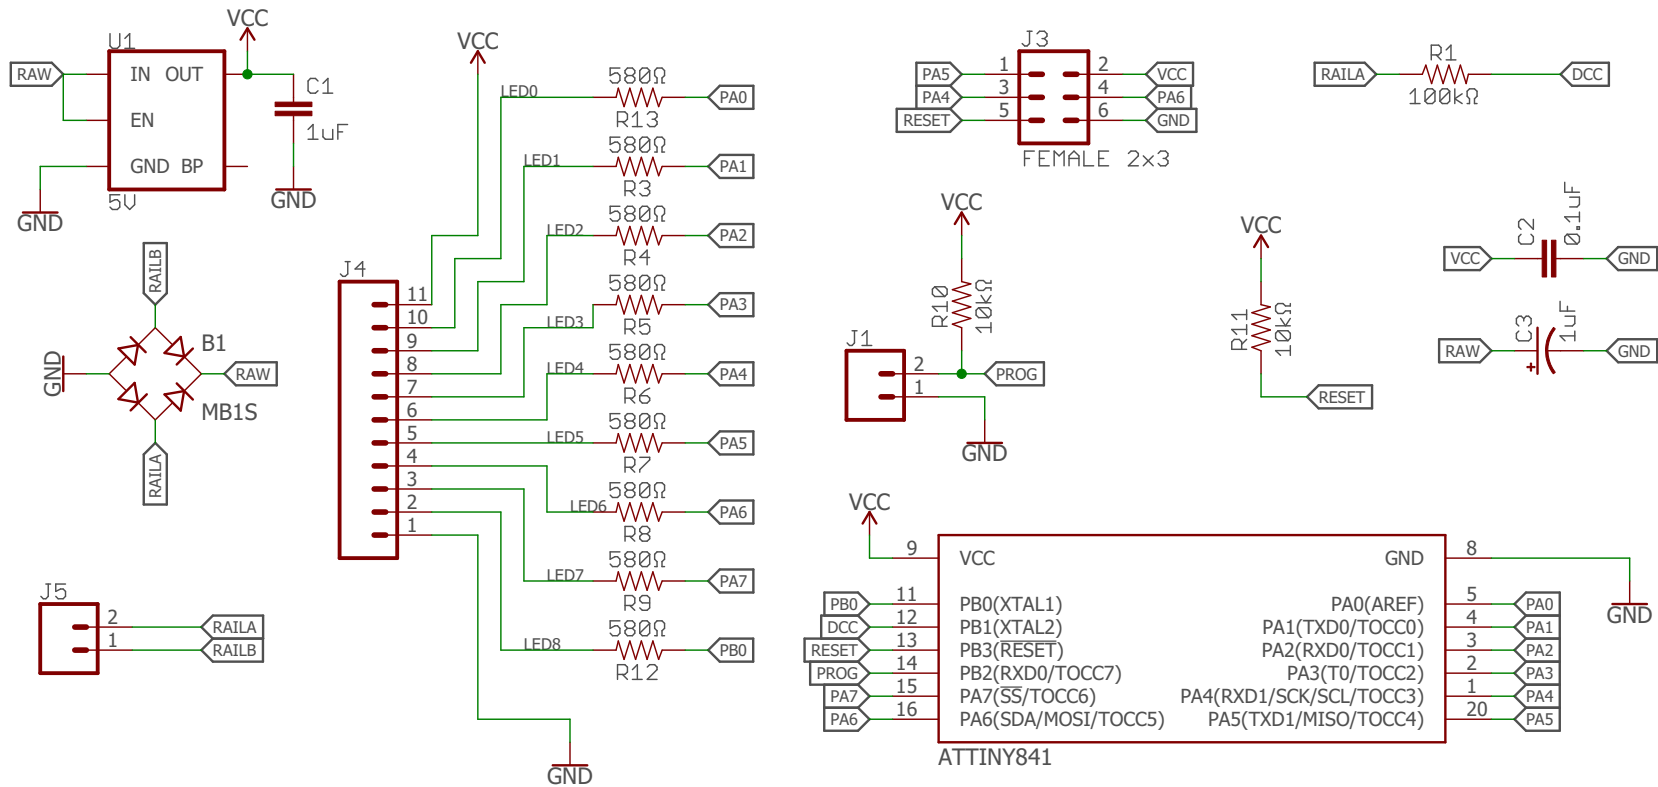 VCC
U1
RAW
IN OUT
EN
GND BP
5V
GND
C1
1uF
GND
RAILB
B1
GND
RAW
MB1S
RAILA
J5
2
RAILA
1
RAILB
VCC
J4
11
10
9
8
7
6
5
4
3
2
1
GND
LED0
580Ω
R13
PA0
LED1
580Ω
R3
PA1
LED2
580Ω
R4
PA2
LED3
580Ω
R5
PA3
LED4
580Ω
R6
PA4
LED5
580Ω
R7
PA5
LED6
580Ω
R8
PA6
LED7
580Ω
R9
PA7
LED8
580Ω
R12
PB0
J3
PA5 1 2 VCC
PA4 3 4 PA6
RESET 5 6 GND
FEMALE 2x3
R1
RAILA
DCC
100kΩ
VCC
R10
10kΩ
J1
2
PROG
1
GND
VCC
R11
10kΩ
RESET
C2
0.1uF
VCC
GND
C3
1uF
RAW
+
GND
VCC
9 VCC GND 8
GND
PB0 11 PB0(XTAL1) PA0(AREF) 5 PA0
DCC 12 PB1(XTAL2) PA1(TXD0/TOCC0) 4 PA1
RESET 13 PB3(RESET) PA2(RXD0/TOCC1) 3 PA2
PROG 14 PB2(RXD0/TOCC7) PA3(T0/TOCC2) 2 PA3
PA7 15 PA7(SS/TOCC6) PA4(RXD1/SCK/SCL/TOCC3) 1 PA4
PA6 16 PA6(SDA/MOSI/TOCC5) PA5(TXD1/MISO/TOCC4) 20 PA5
ATTINY841